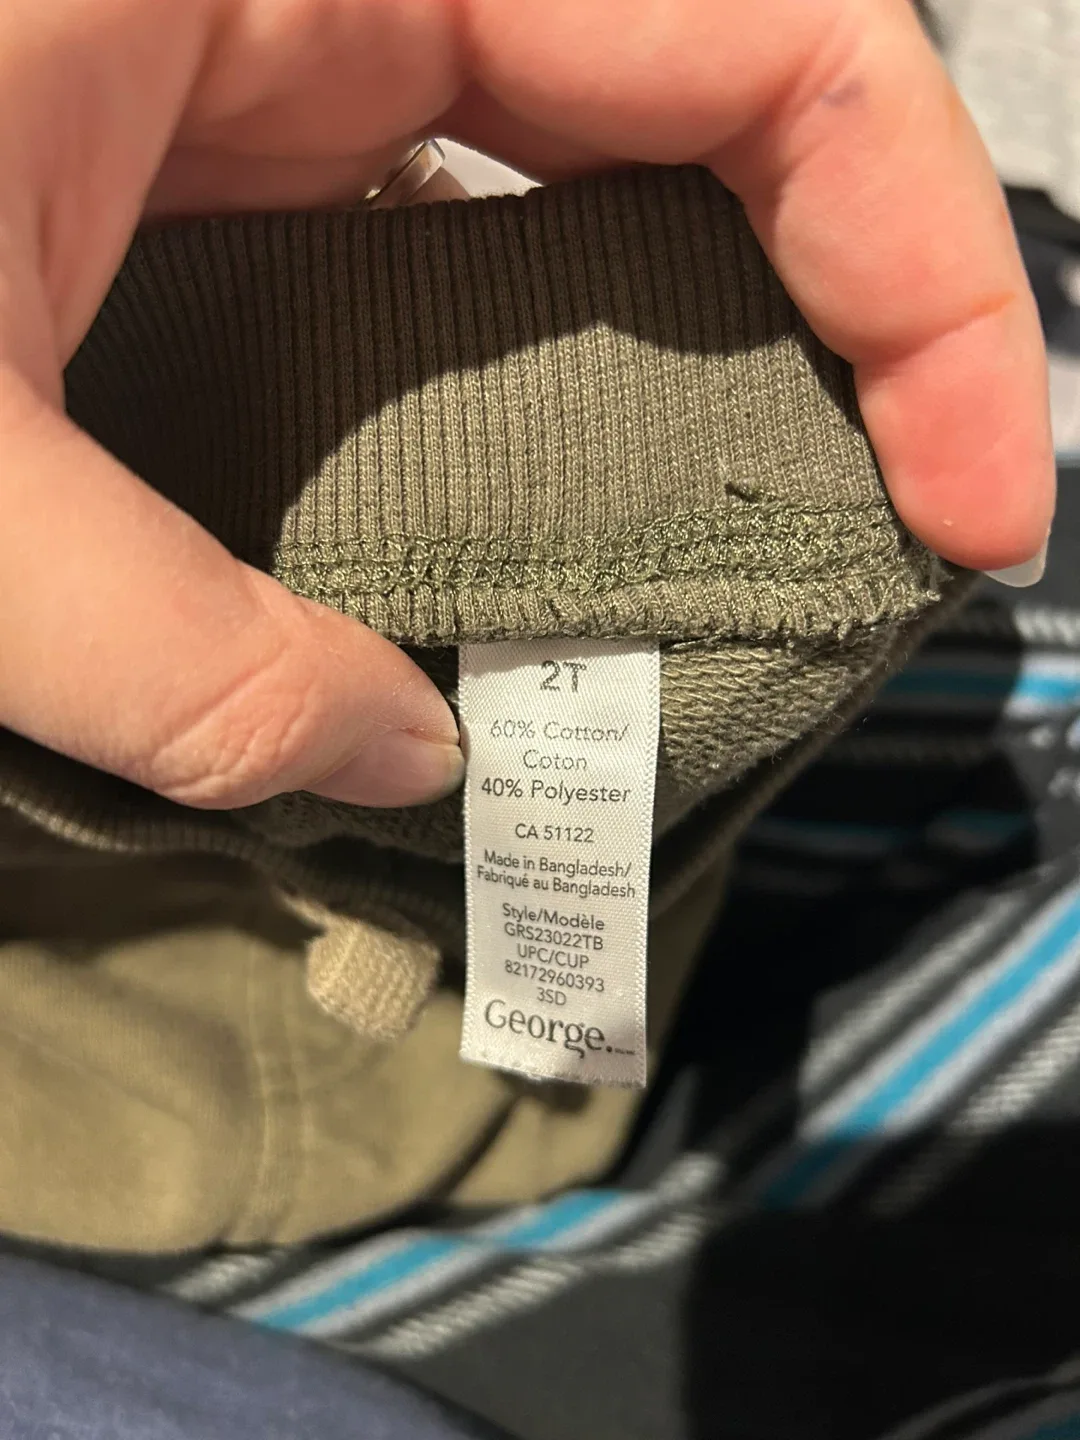 2T
60% Cotton/
Coton
40% Polyester
CA 51122
Made in Bangladesh/
Fabriqué au Bangladesh
Style/Modèle
GRS23022TB
UPC/CUP
82172960393
3SD
George.